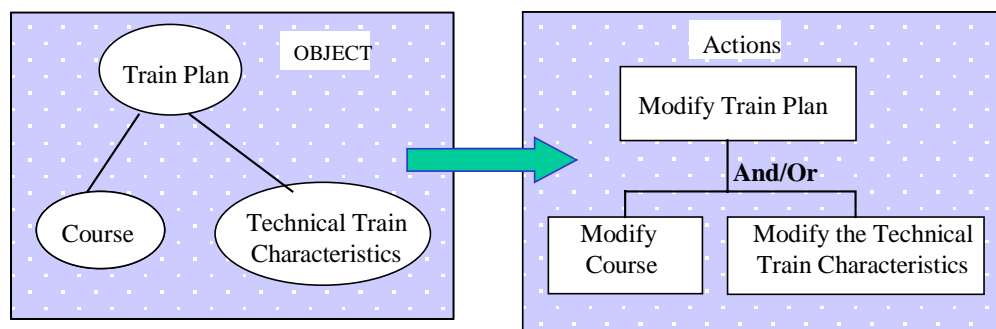 OBJECT
Train Plan
Course
Technical Train
Characteristics
Actions
Modify Train Plan
And/Or
Modify
Course
Modify the Technical
Train Characteristics